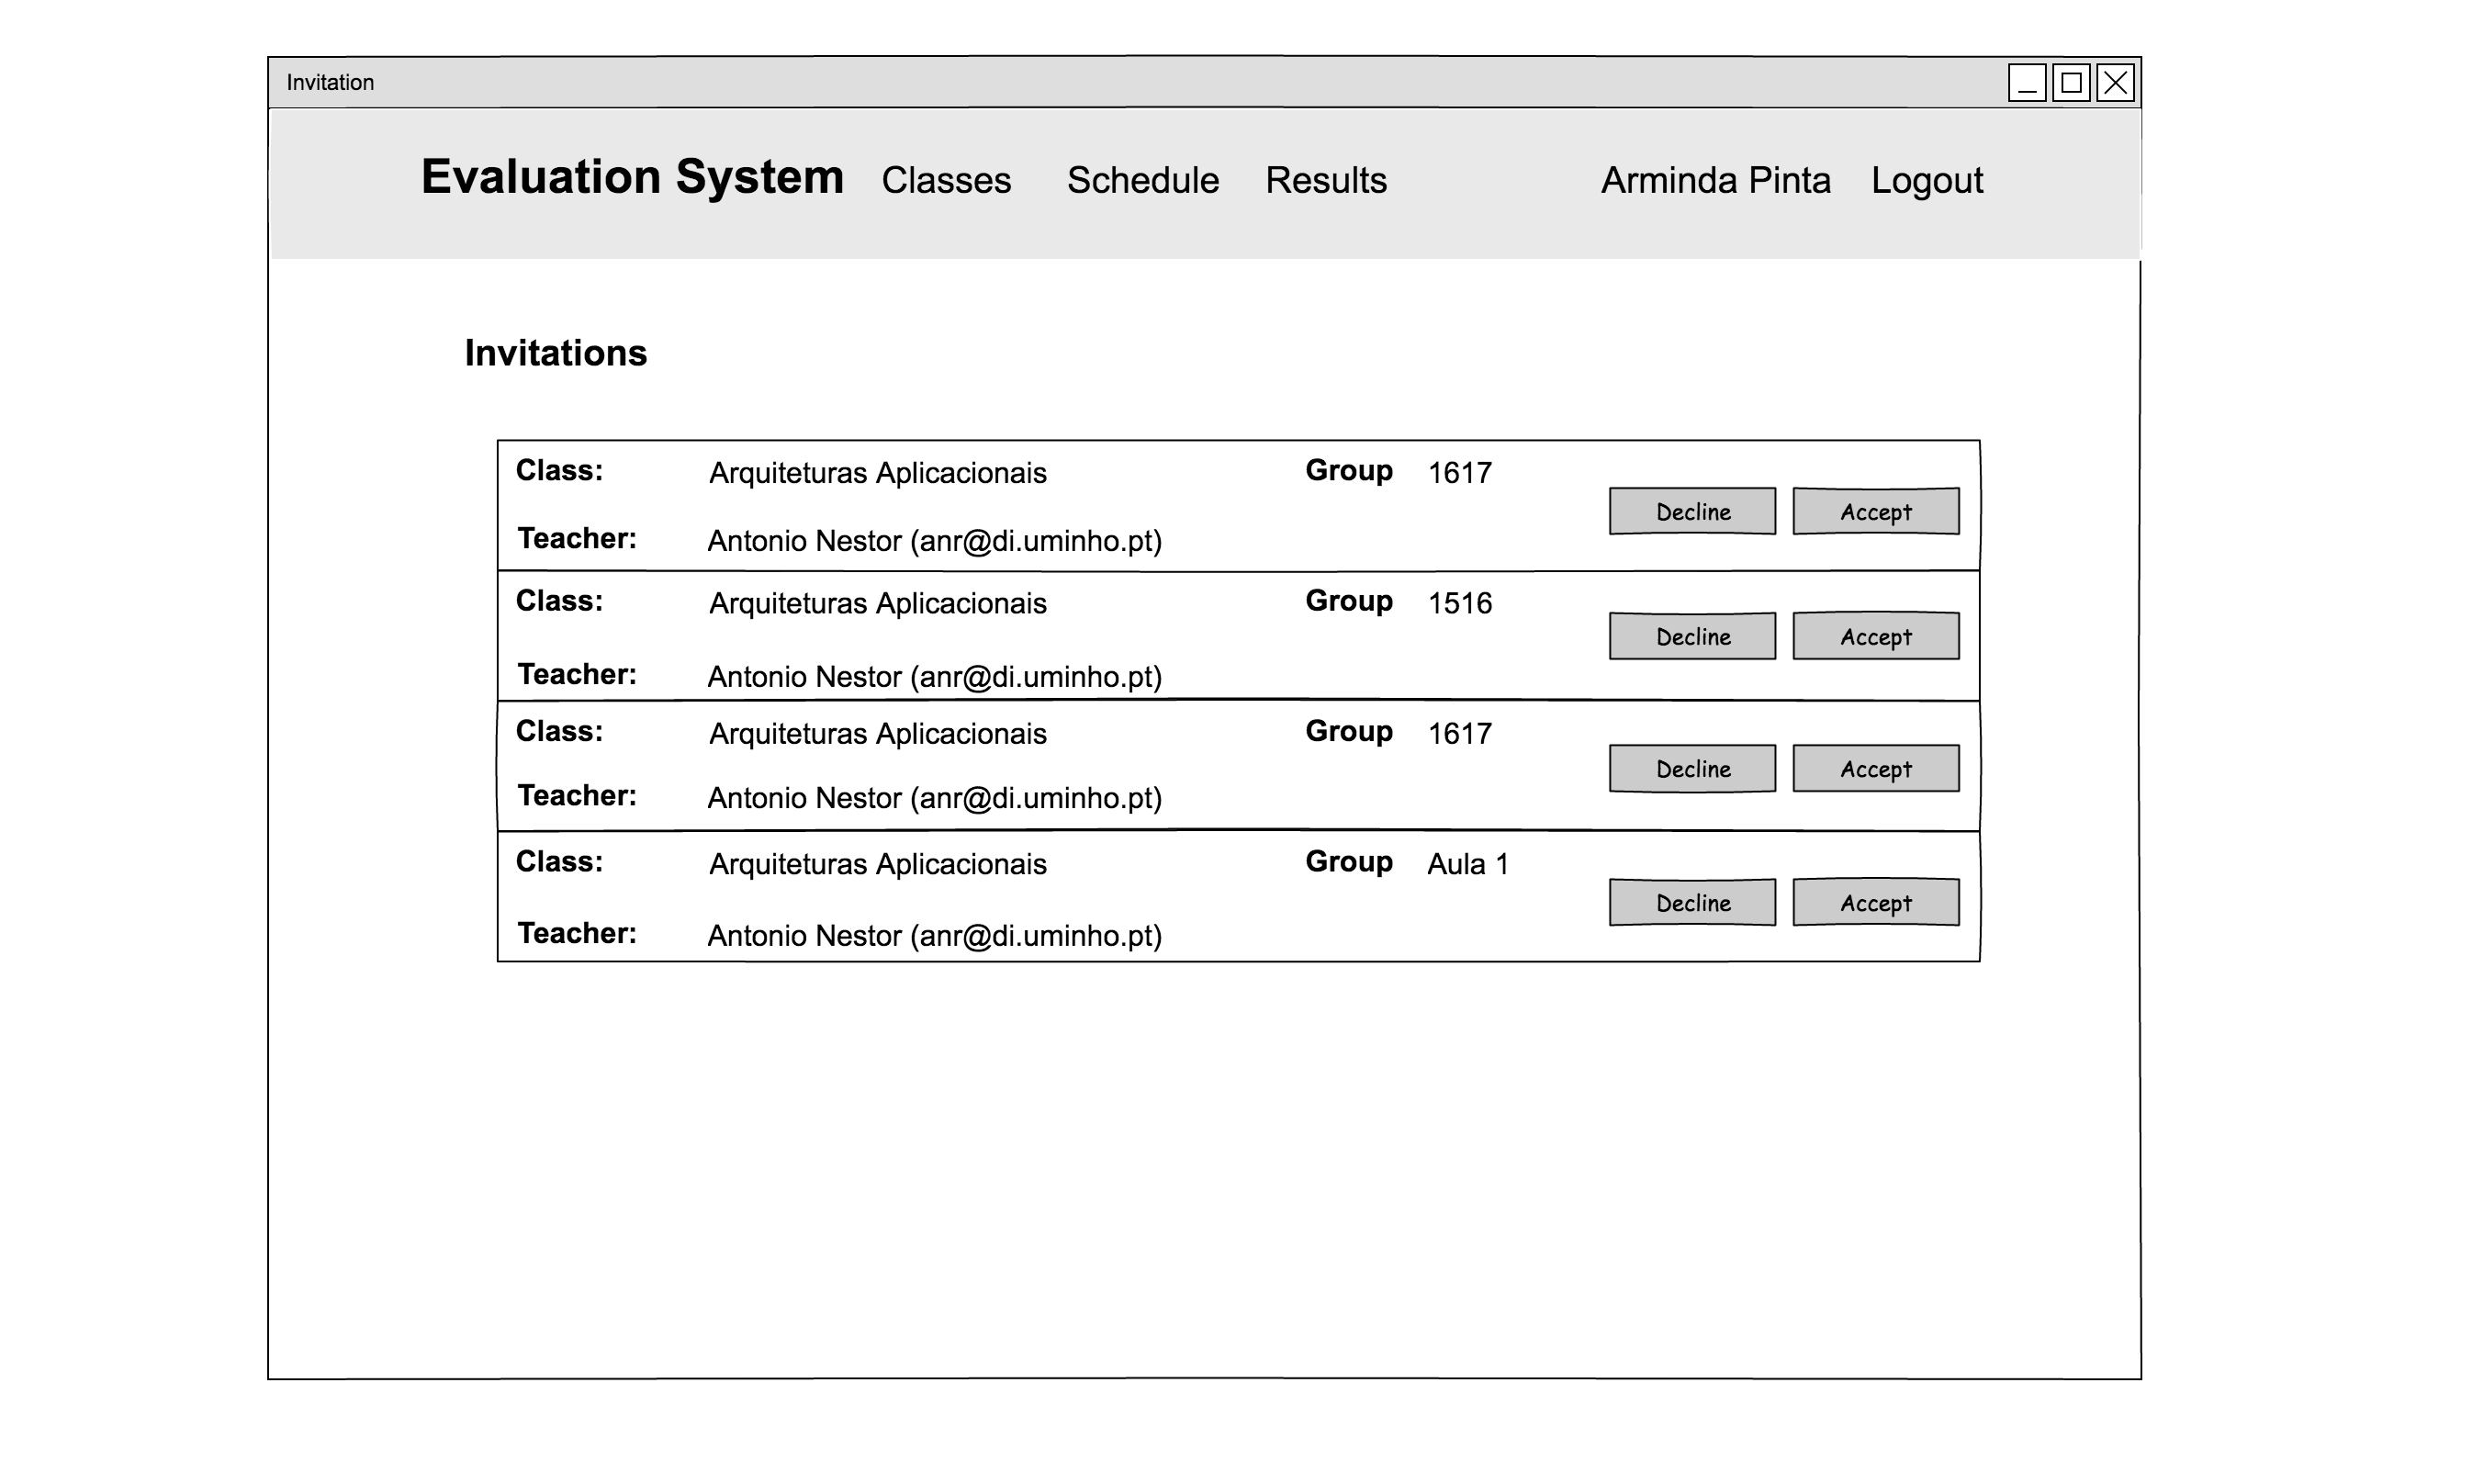 Invitation
Evaluation System Classes Schedule Results Arminda Pinta Logout
Invitations
Class: Arquiteturas Aplicacionais Group 1617
Decline Accept
Teacher: Antonio Nestor (anr@di.uminho.pt)
Class: Arquiteturas Aplicacionais Group 1516
Decline Accept
Teacher: Antonio Nestor (anr@di.uminho.pt)
Class: Arquiteturas Aplicacionais Group 1617
Decline Accept
Teacher: Antonio Nestor (anr@di.uminho.pt)
Class: Arquiteturas Aplicacionais Group Aula 1
Decline Accept
Teacher: Antonio Nestor (anr@di.uminho.pt)